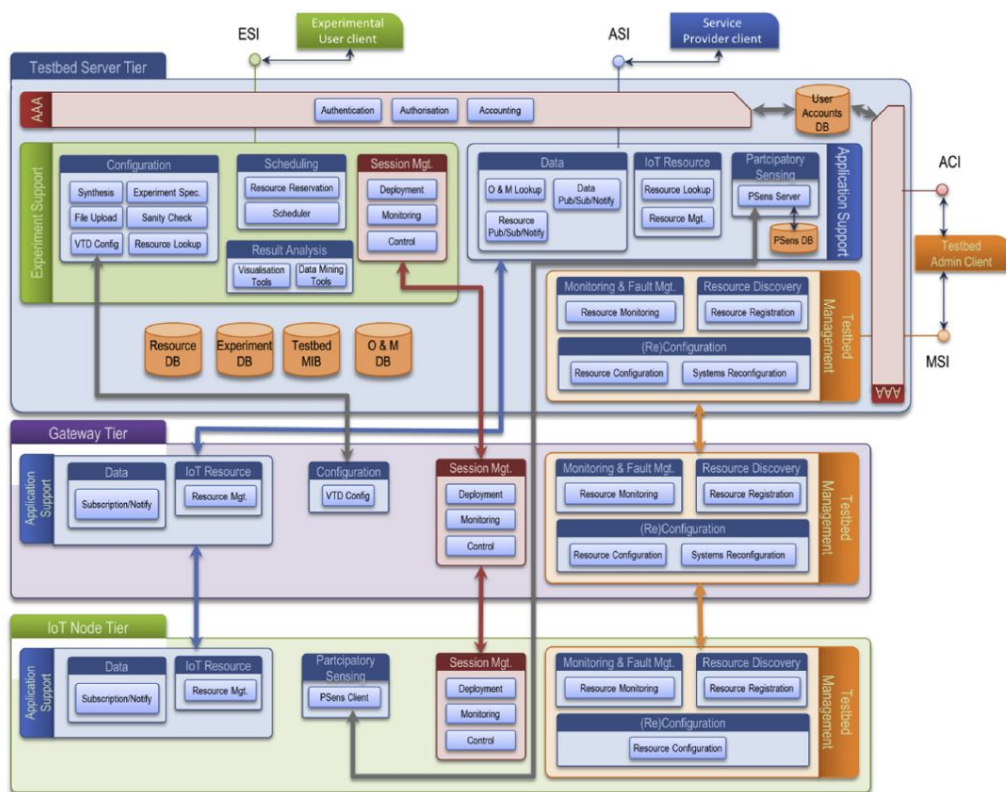 ESI
Experimental
User client
ASI
Service
Provider client
Testbed Server Tier
AAA
Authentication
Authorisation
Accounting
User
Accounts
DB
Experiment Support
Configuration
Synthesis
Experiment Spec.
File Upload
Sanity Check
VTD Config
Resource Lookup
Scheduling
Resource Reservation
Scheduler
Result Analysis
Visualisation
Tools
Data Mining
Tools
Session Mgt.
Deployment
Monitoring
Control
Data
O & M Lookup
Data
Pub/Sub/Notify
Resource
Pub/Sub/Notify
IoT Resource
Resource Lookup
Resource Mgt.
Partcipatory
Sensing
PSens Server
PSens DB
Application Support
ACI
Testbed
Admin Client
MSI
AAA
Resource
DB
Experiment
DB
Testbed
MIB
O & M
DB
Monitoring & Fault Mgt.
Resource Monitoring
Resource Discovery
Resource Registration
(Re)Configuration
Resource Configuration
Systems Reconfiguration
Testbed
Management
Gateway Tier
Application
Support
Data
Subscription/Notify
IoT Resource
Resource Mgt.
Configuration
VTD Config
Session Mgt.
Deployment
Monitoring
Control
Monitoring & Fault Mgt.
Resource Monitoring
Resource Discovery
Resource Registration
(Re)Configuration
Resource Configuration
Systems Reconfiguration
Testbed
Management
IoT Node Tier
Application
Support
Data
Subscription/Notify
IoT Resource
Resource Mgt.
Partcipatory
Sensing
PSens Client
Session Mgt.
Deployment
Monitoring
Control
Monitoring & Fault Mgt.
Resource Monitoring
Resource Discovery
Resource Registration
(Re)Configuration
Resource Configuration
Testbed
Management